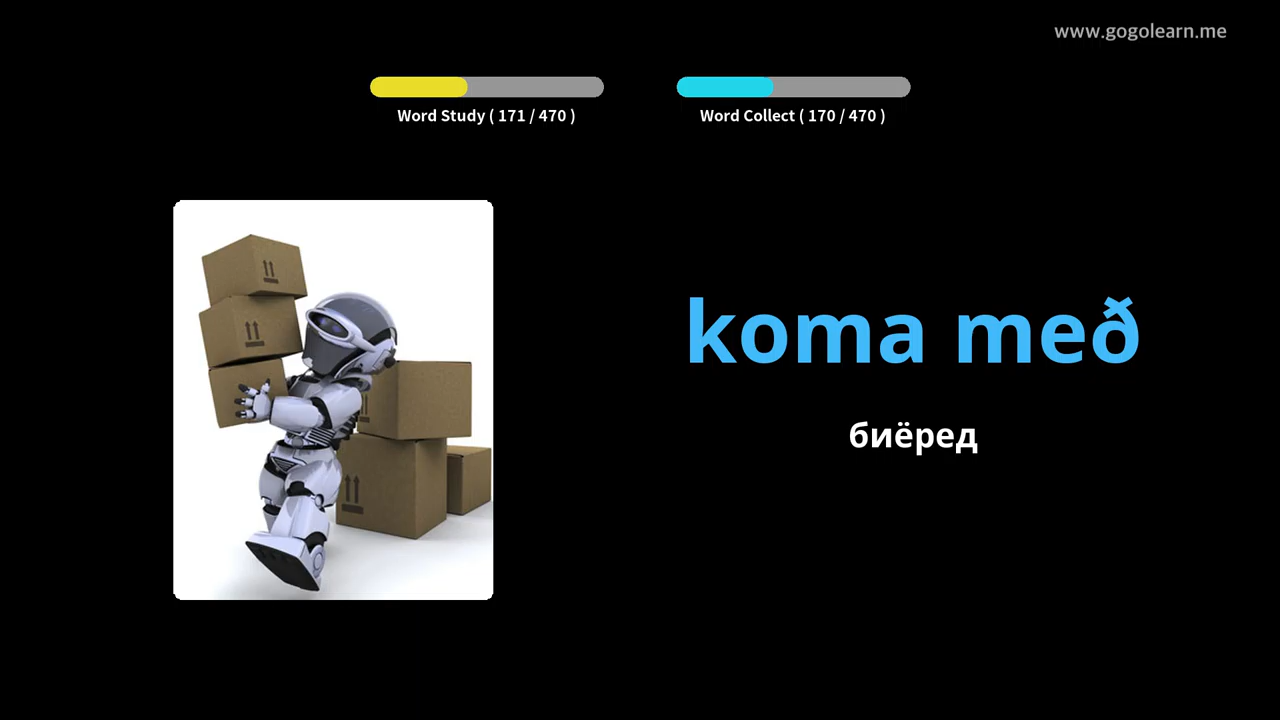 www.gogolearn.me
Word Study ( 171 / 470 )
Word Collect ( 170 / 470 )
koma með
биёред